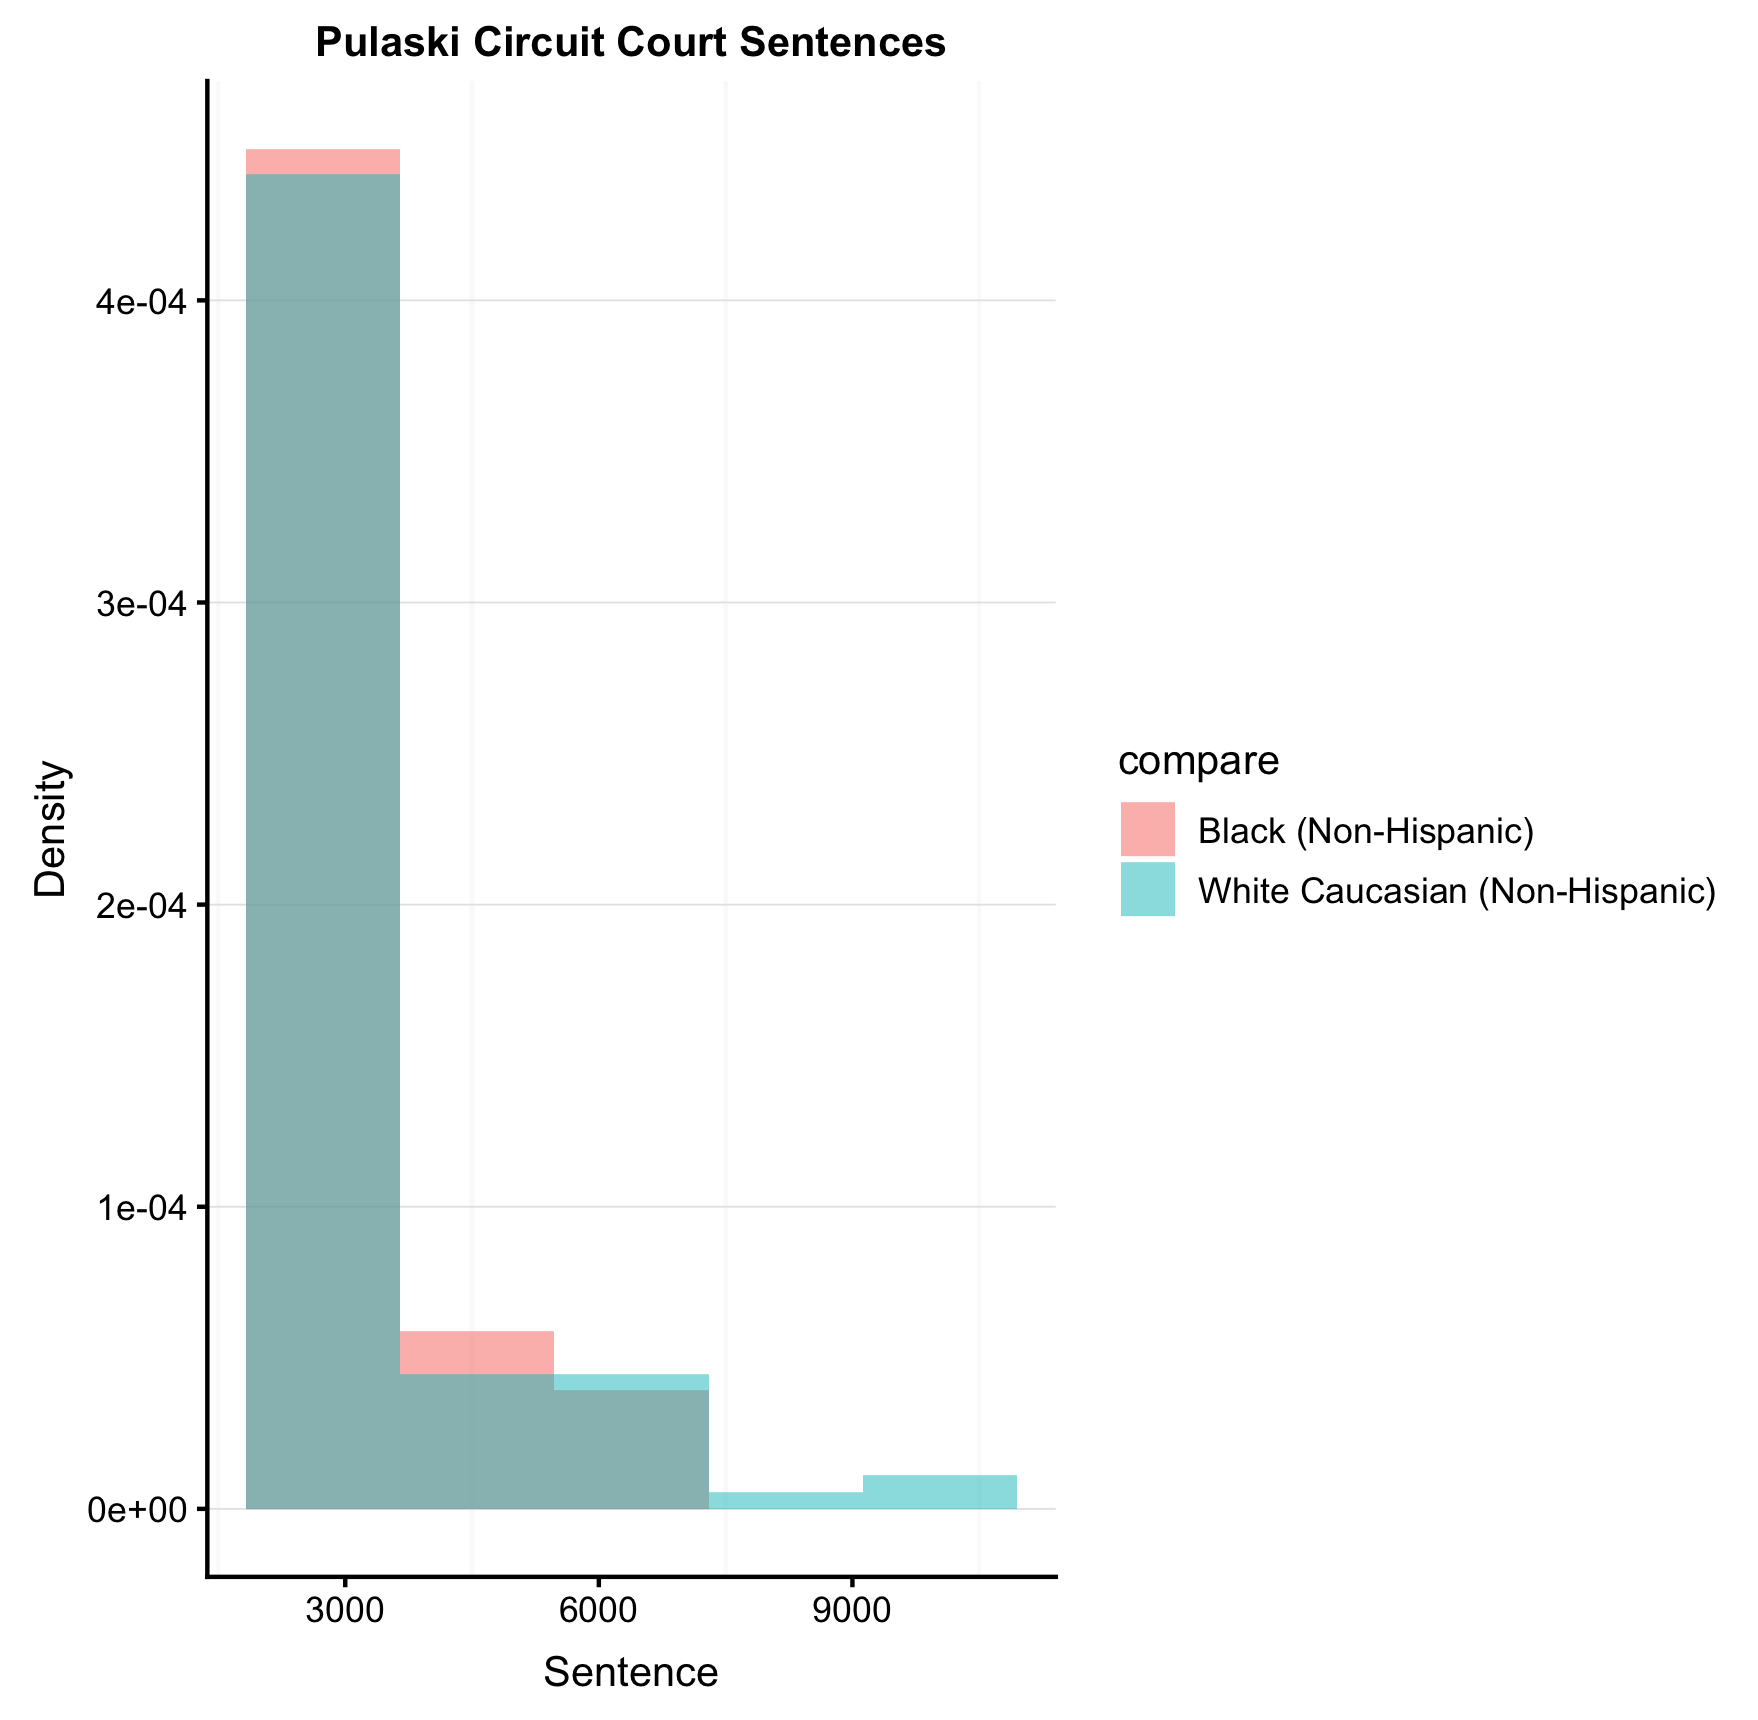 Pulaski Circuit Court Sentences
4e-04
3e-04
2e-04
1e-04
0e+00
Density
3000 6000 9000
Sentence
compare
Black (Non-Hispanic)
White Caucasian (Non-Hispanic)